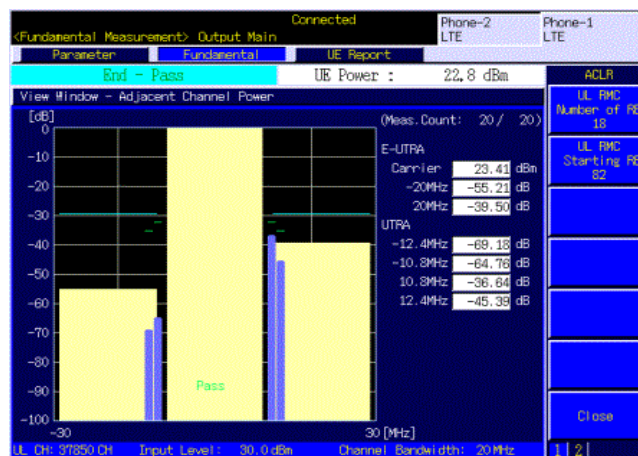 Connected
Phone-2
LTE
Phone-1
LTE
<Fundamental Measurement> Output Main
Parameter
Fundamental
UE Report
End - Pass
UE Power :
22.8 dBm
ACLR
View Window - Adjacent Channel Power
UL RMC
Number of RB
18
UL RMC
Starting RB
82
Close
1 2
[dB]
0
-10
-20
-30
-40
-50
-60
-70
-80
-90
-100
-30
30 [MHz]
Pass
(Meas.Count: 20/ 20)
E-UTRA
Carrier 23.41 dBm
-20MHz -55.21 dB
20MHz -39.50 dB
UTRA
-12.4MHz -69.18 dB
-10.8MHz -64.76 dB
10.8MHz -36.64 dB
12.4MHz -45.39 dB
UL CH: 37850 CH Input Level: 30.0 dBm Channel Bandwidth: 20 MHz